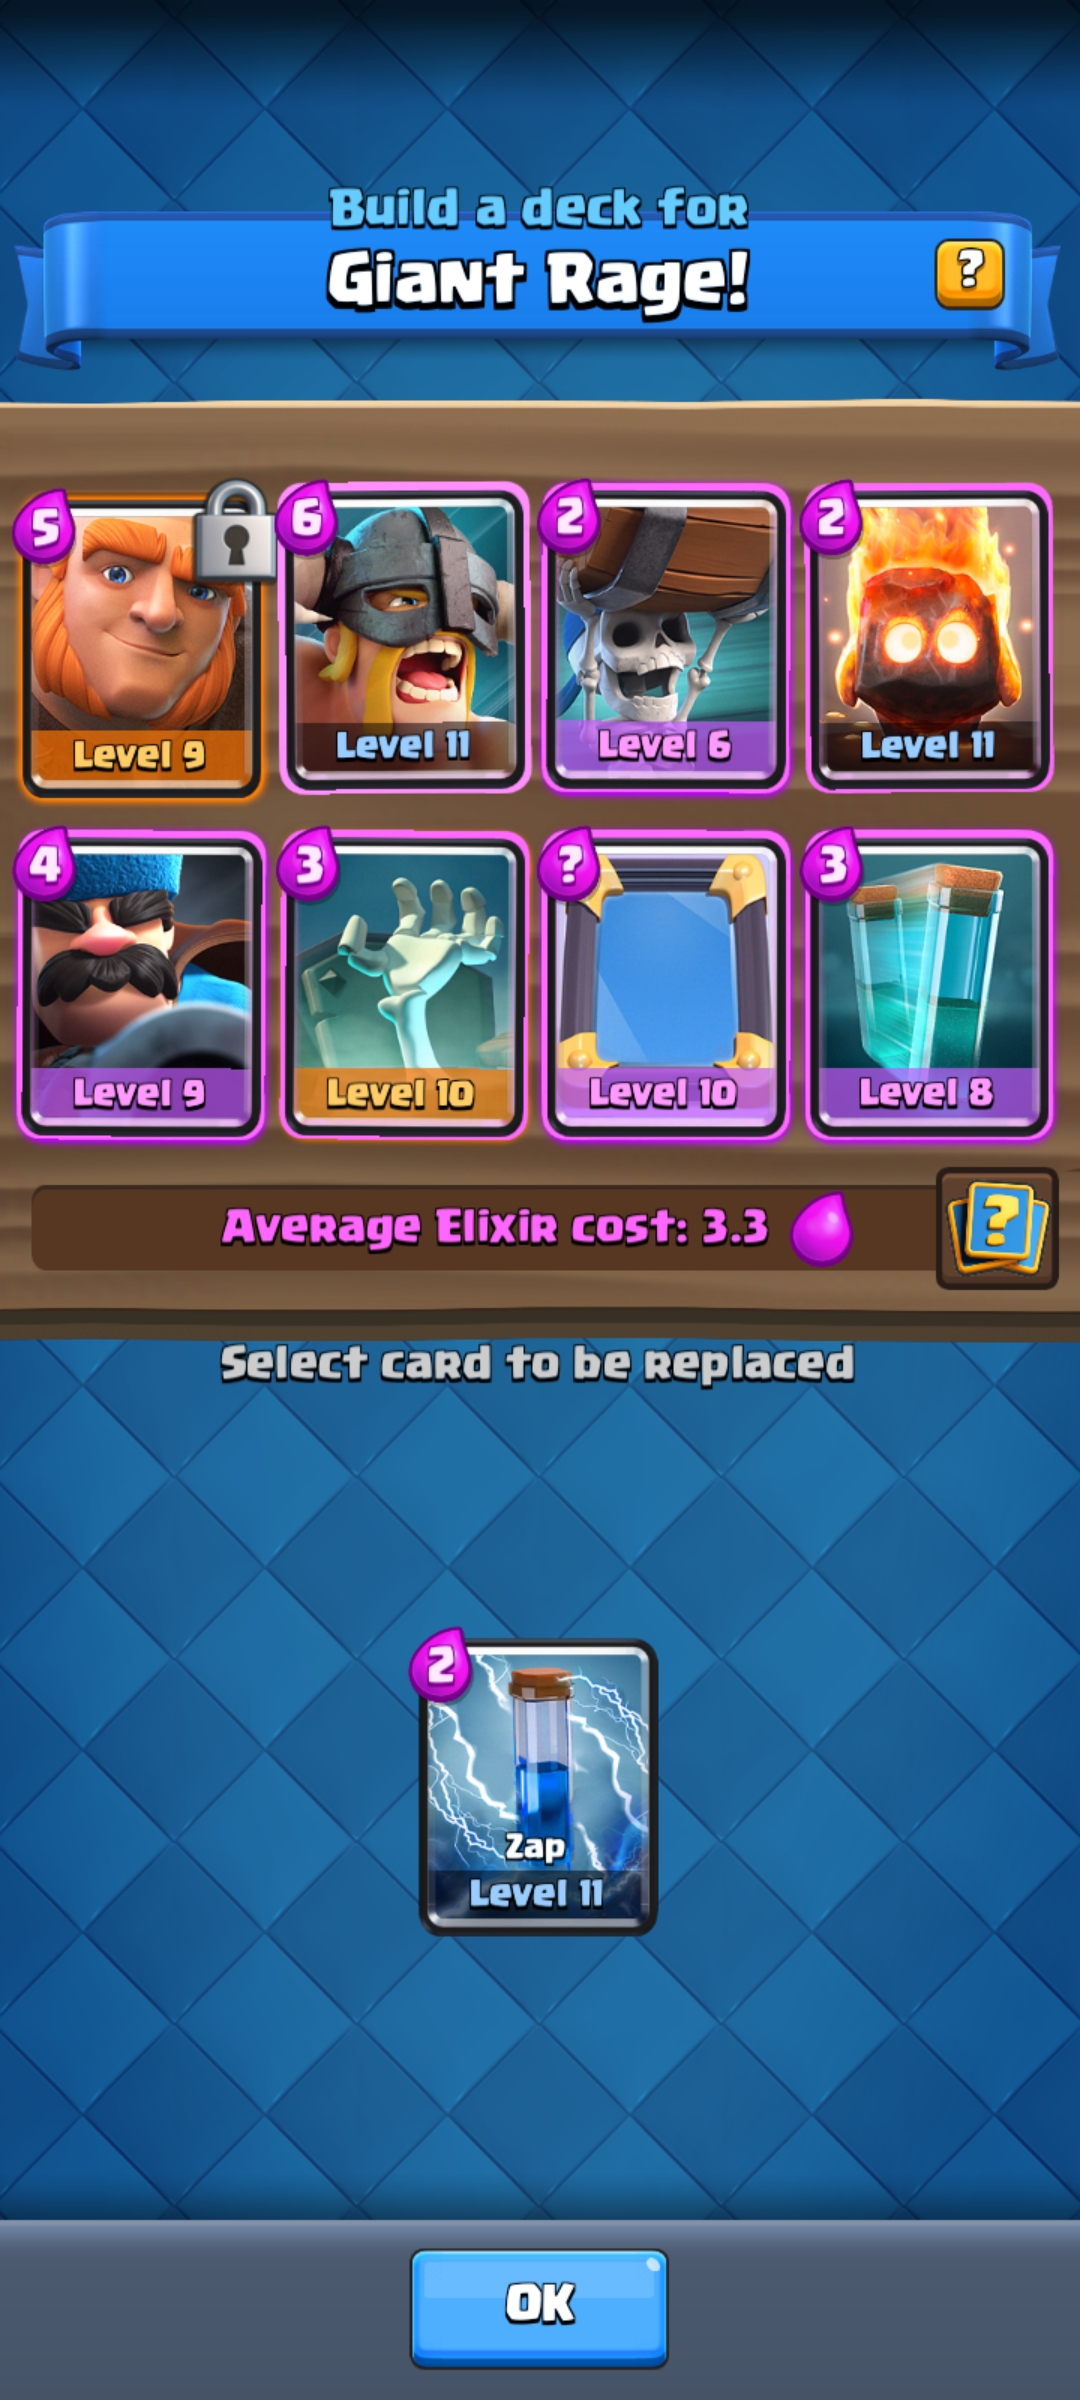 Build a deck for
Giant Rage!
?
5
6
2
2
Level 9
Level 11
Level 6
Level 11
4
3
?
3
Level 9
Level 10
Level 10
Level 8
Average Elixir cost: 3.3
?
Select card to be replaced
2
Zap
Level 11
OK